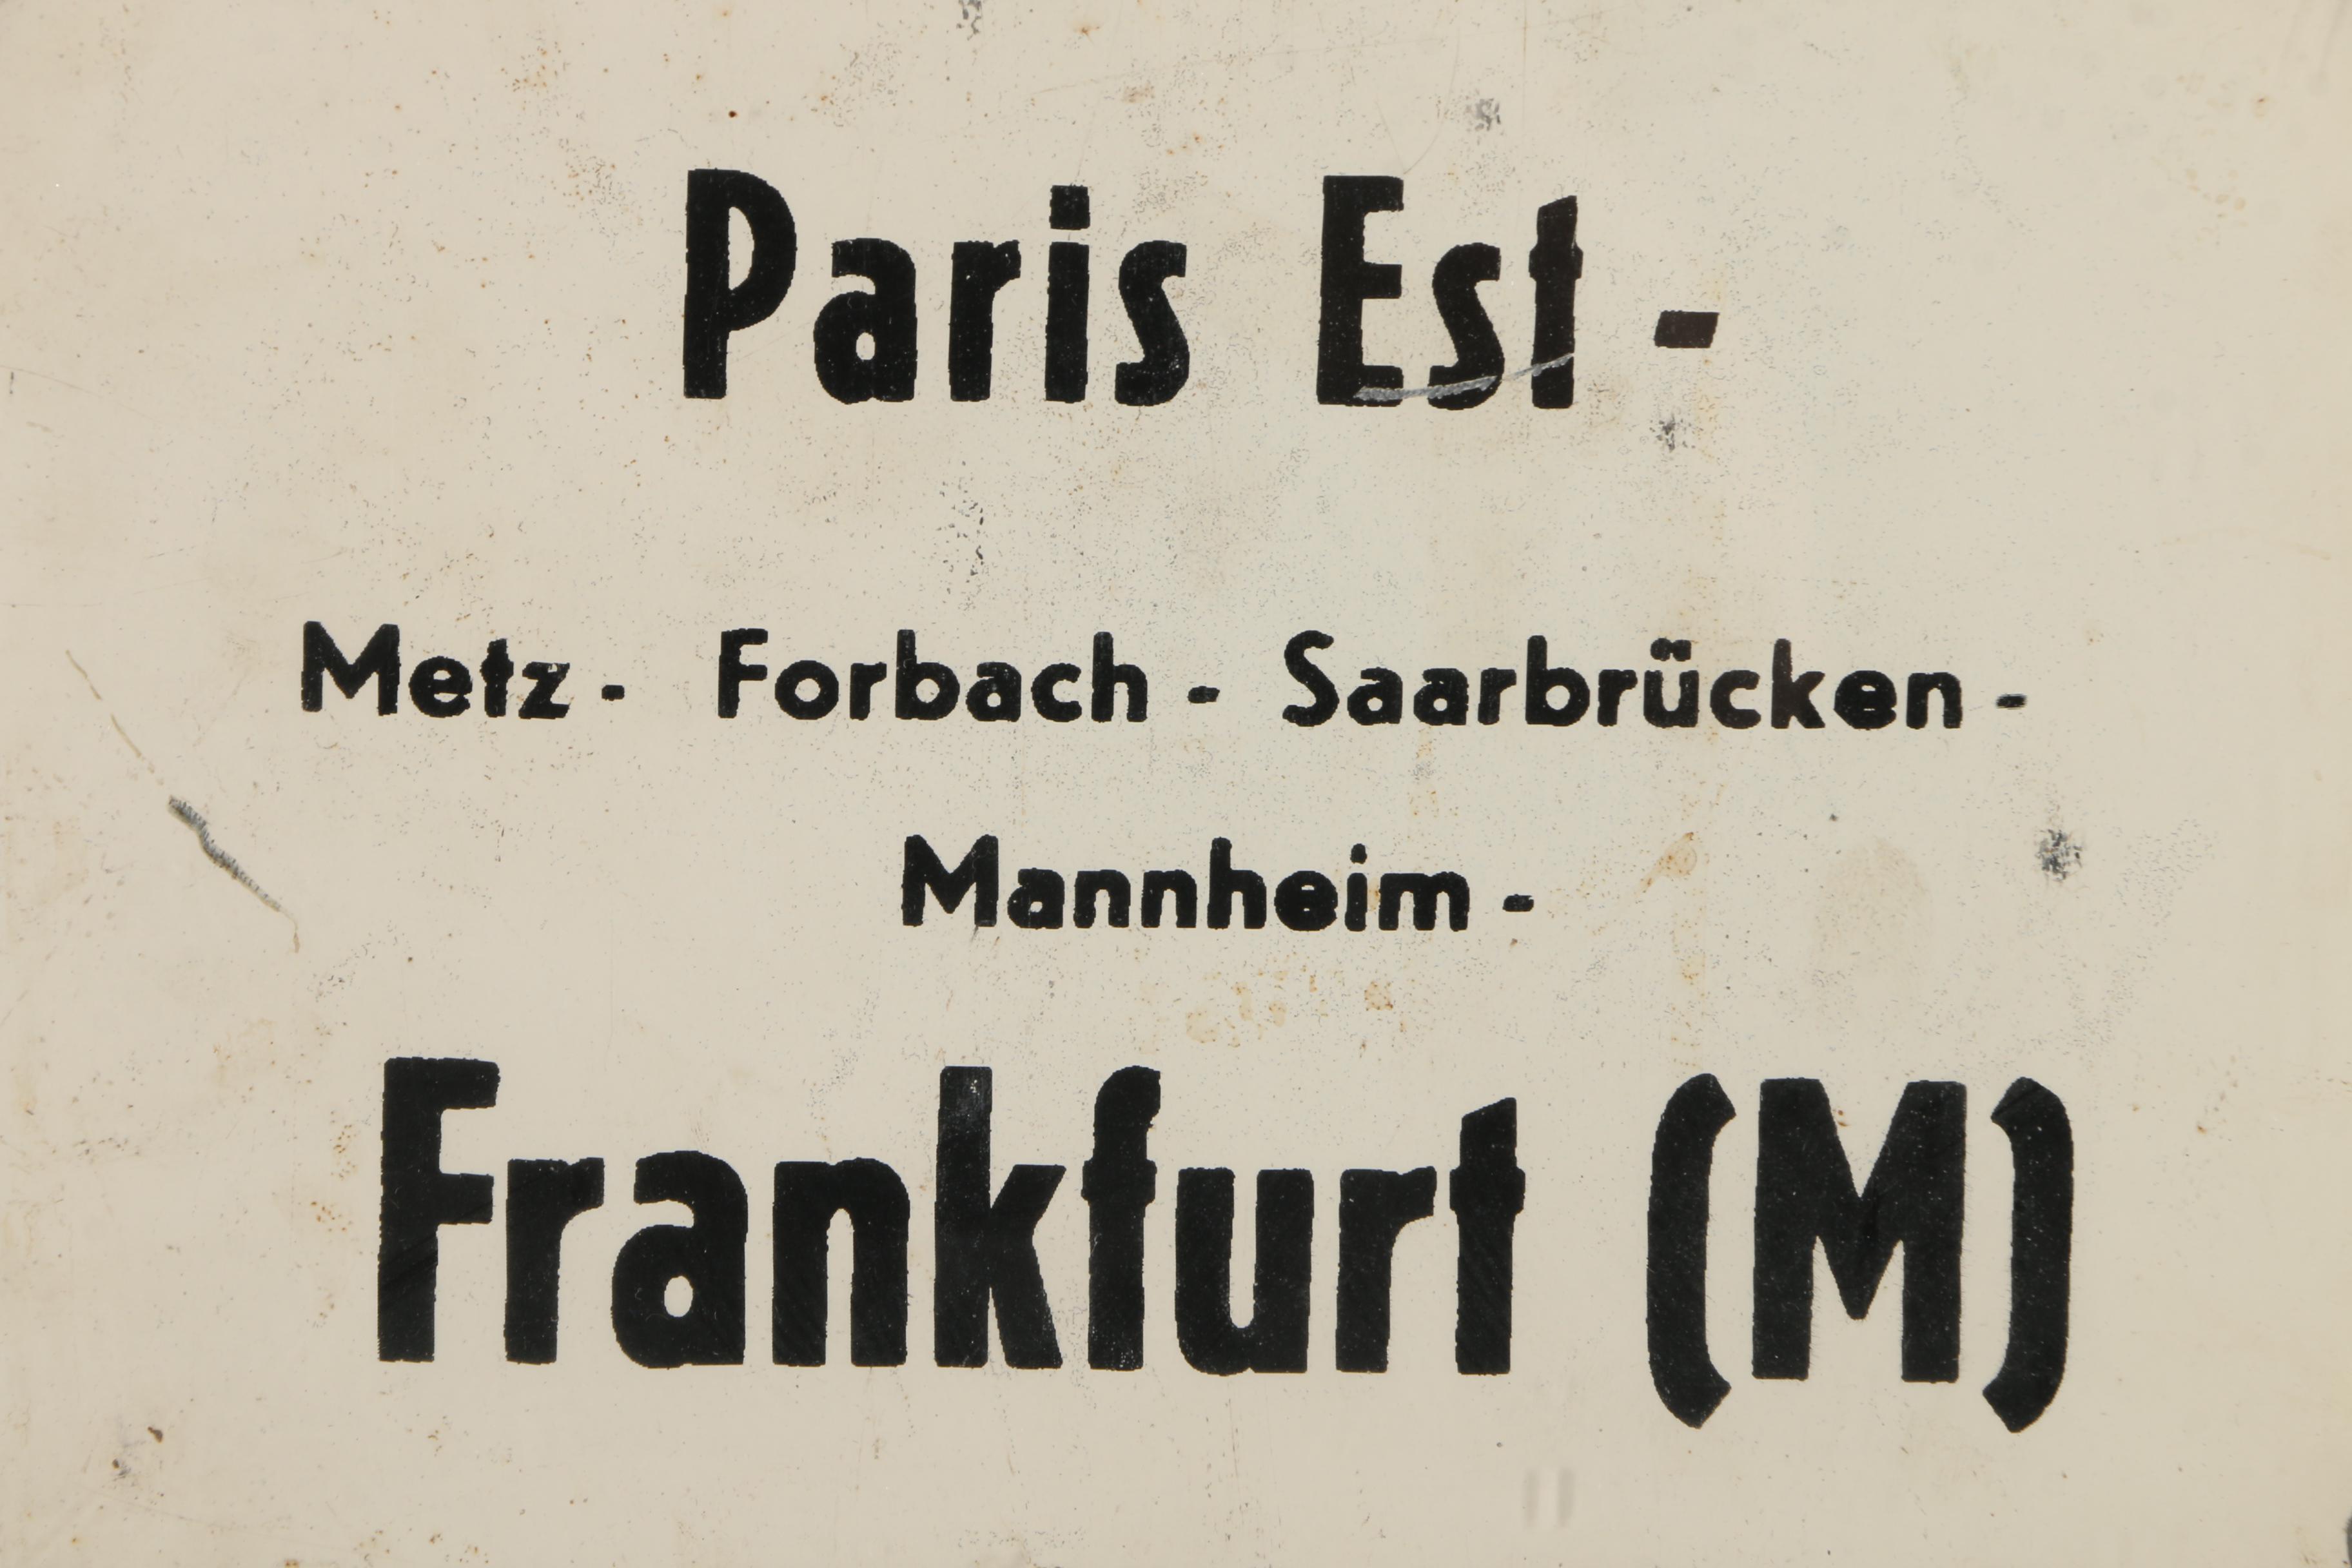 Paris Est -
Metz - Forbach - Saarbrücken -
Mannheim -
Frankfurt (M)